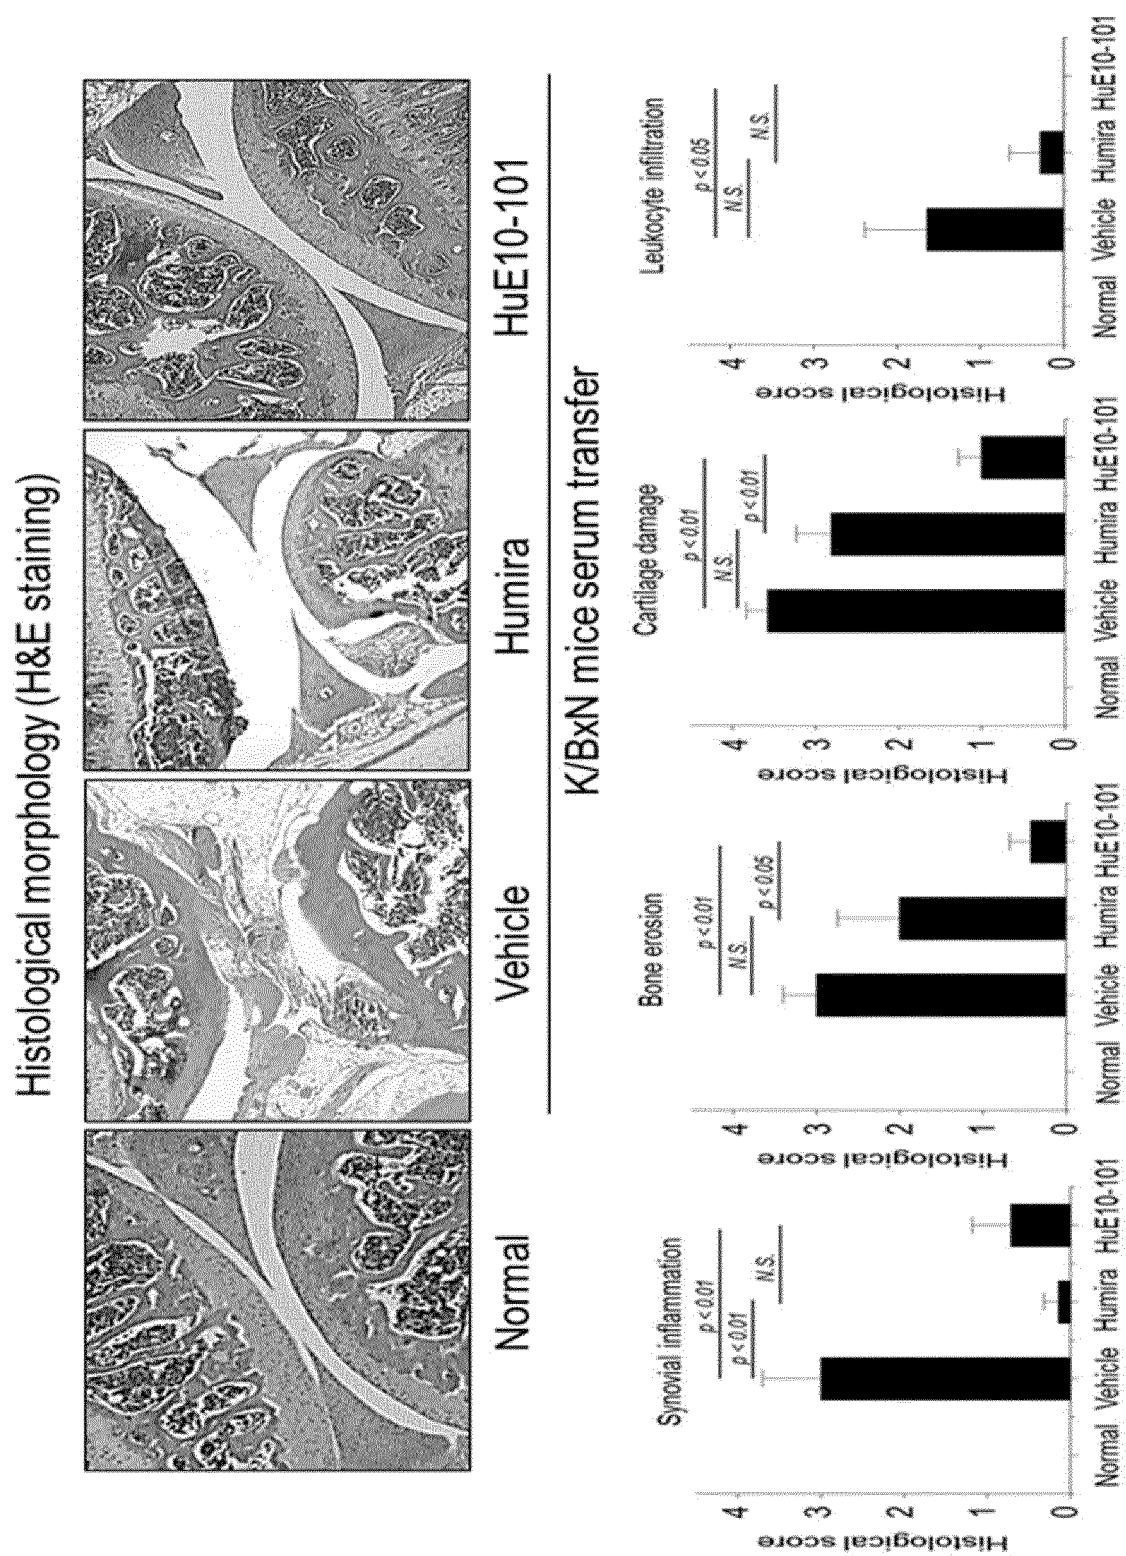 Histological morphology (H&E staining)
Normal Vehicle Humira HuE10-101
K/BxN mice serum transfer
Synovial inflammation
p < 0.01
p < 0.01
N.S.
Histological score
4
3
2
1
0
Normal Vehicle Humira HuE10-101
Bone erosion
p < 0.01
N.S.
p < 0.05
Histological score
4
3
2
1
0
Normal Vehicle Humira HuE10-101
Cartilage damage
p < 0.01
N.S.
p < 0.01
Histological score
4
3
2
1
0
Normal Vehicle Humira HuE10-101
Leukocyte infiltration
p < 0.05
N.S.
N.S.
Histological score
4
3
2
1
0
Normal Vehicle Humira HuE10-101